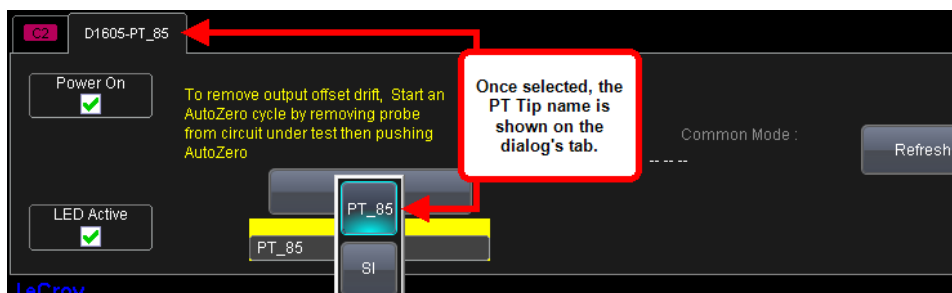 C2
D1605-PT_85
Power On
To remove output offset drift, Start an
AutoZero cycle by removing probe
from circuit under test then pushing
AutoZero
Once selected, the
PT Tip name is
shown on the
dialog's tab.
Common Mode :
-- -- --
Refresh
LED Active
PT_85
PT_85
SI
LeCroy